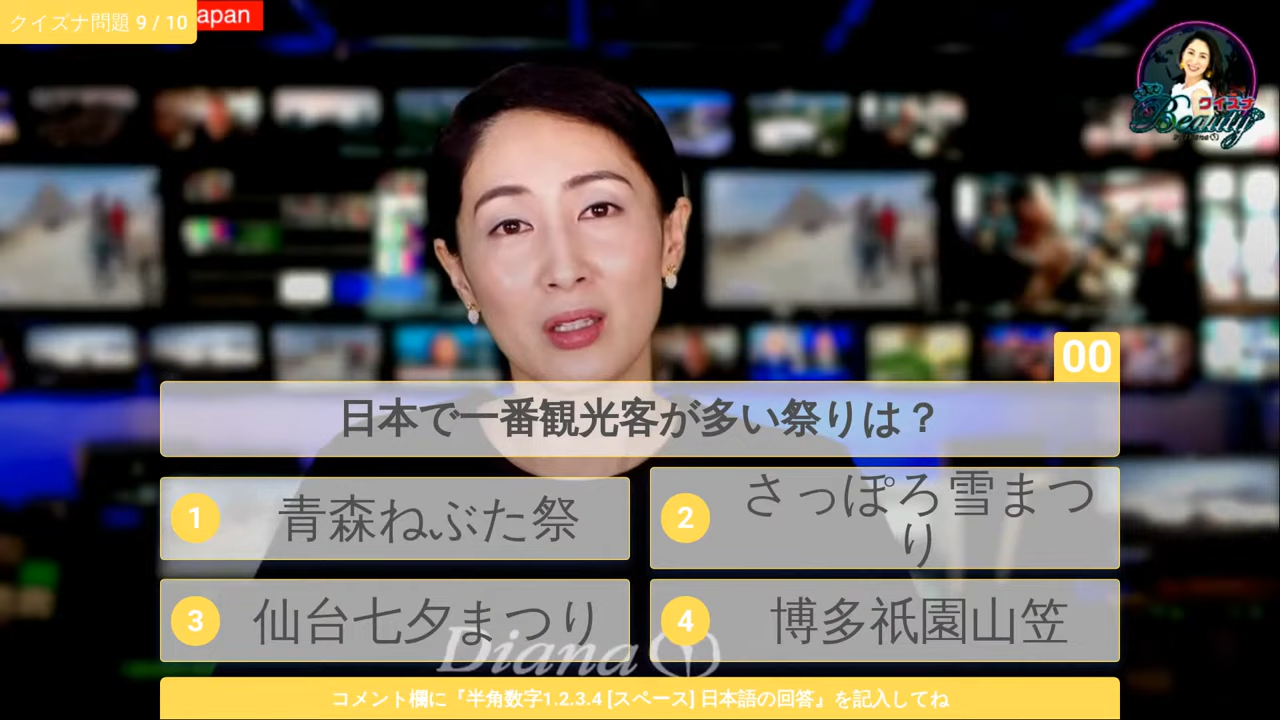 クイズナ問題 9 / 10
apan
クイズナ
Beauty
00
日本で一番観光客が多い祭りは？
1 青森ねぶた祭
2 さっぽろ雪まつ
り
3 仙台七夕まつり
4 博多祇園山笠
Diana
コメント欄に『半角数字1.2.3.4 [スペース] 日本語の回答』を記入してね